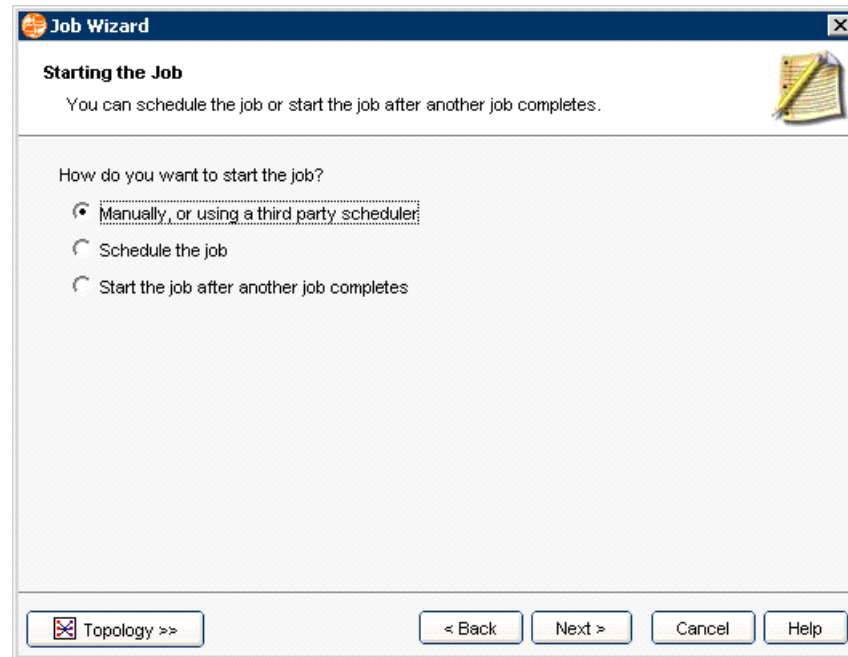 Job Wizard
Starting the Job
You can schedule the job or start the job after another job completes.
How do you want to start the job?
Manually, or using a third party scheduler
Schedule the job
Start the job after another job completes
Topology >>
< Back
Next >
Cancel
Help